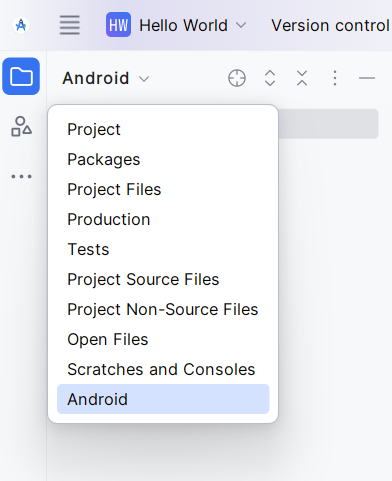 HW Hello World Version control
Android
Project
Packages
Project Files
Production
Tests
Project Source Files
Project Non-Source Files
Open Files
Scratches and Consoles
Android